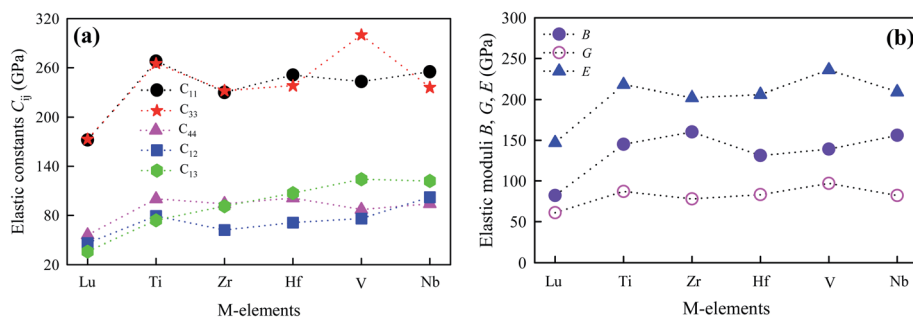 (a)
Elastic constants Cij (GPa)
320
260
200
140
80
20
C11
C33
C44
C12
C13
Lu Ti Zr Hf V Nb
M-elements
(b)
Elastic moduli B, G, E (GPa)
300
250
200
150
100
50
0
B
G
E
Lu Ti Zr Hf V Nb
M-elements